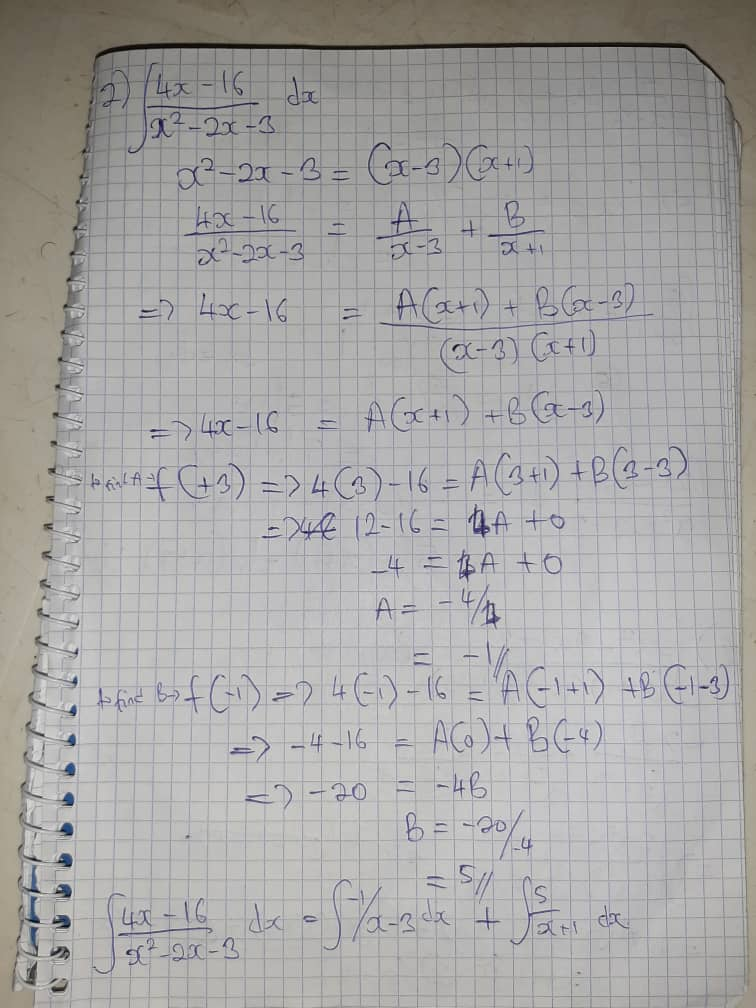 2) ∫ (4x-16)/(x²-2x-3) dx
x²-2x-3 = (x-3)(x+1)
(4x-16)/(x²-2x-3) = A/(x-3) + B/(x+1)
=> 4x-16 = (A(x+1) + B(x-3))/((x-3)(x+1))
=> 4x-16 = A(x+1) + B(x-3)
to find A => f(+3) => 4(3)-16 = A(3+1) + B(3-3)
=> 12-16 = 4A + 0
-4 = 4A + 0
A = -4/4
= -1//
to find B => f(-1) => 4(-1)-16 = A(-1+1) + B(-1-3)
=> -4-16 = A(0) + B(-4)
=> -20 = -4B
B = -20/-4
= 5//
∫ (4x-16)/(x²-2x-3) dx = ∫ -1/x-3 dx + ∫ 5/(x+1) dx